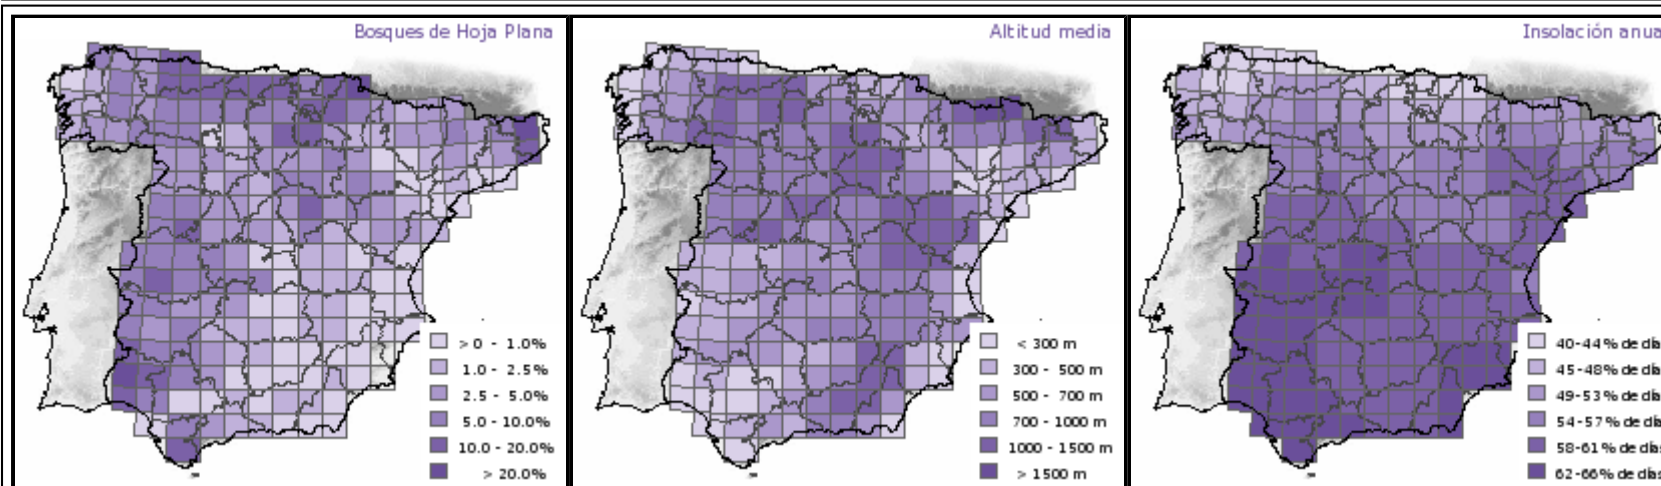 Bosques de Hoja Plana
> 0 - 1.0%
1.0 - 2.5%
2.5 - 5.0%
5.0 - 10.0%
10.0 - 20.0%
> 20.0%
Altitud media
< 300 m
300 - 500 m
500 - 700 m
700 - 1000 m
1000 - 1500 m
> 1500 m
Insolación anua
40-44% de día
45-48% de día
49-53% de día
54-57% de día
58-61% de días
62-66% de días